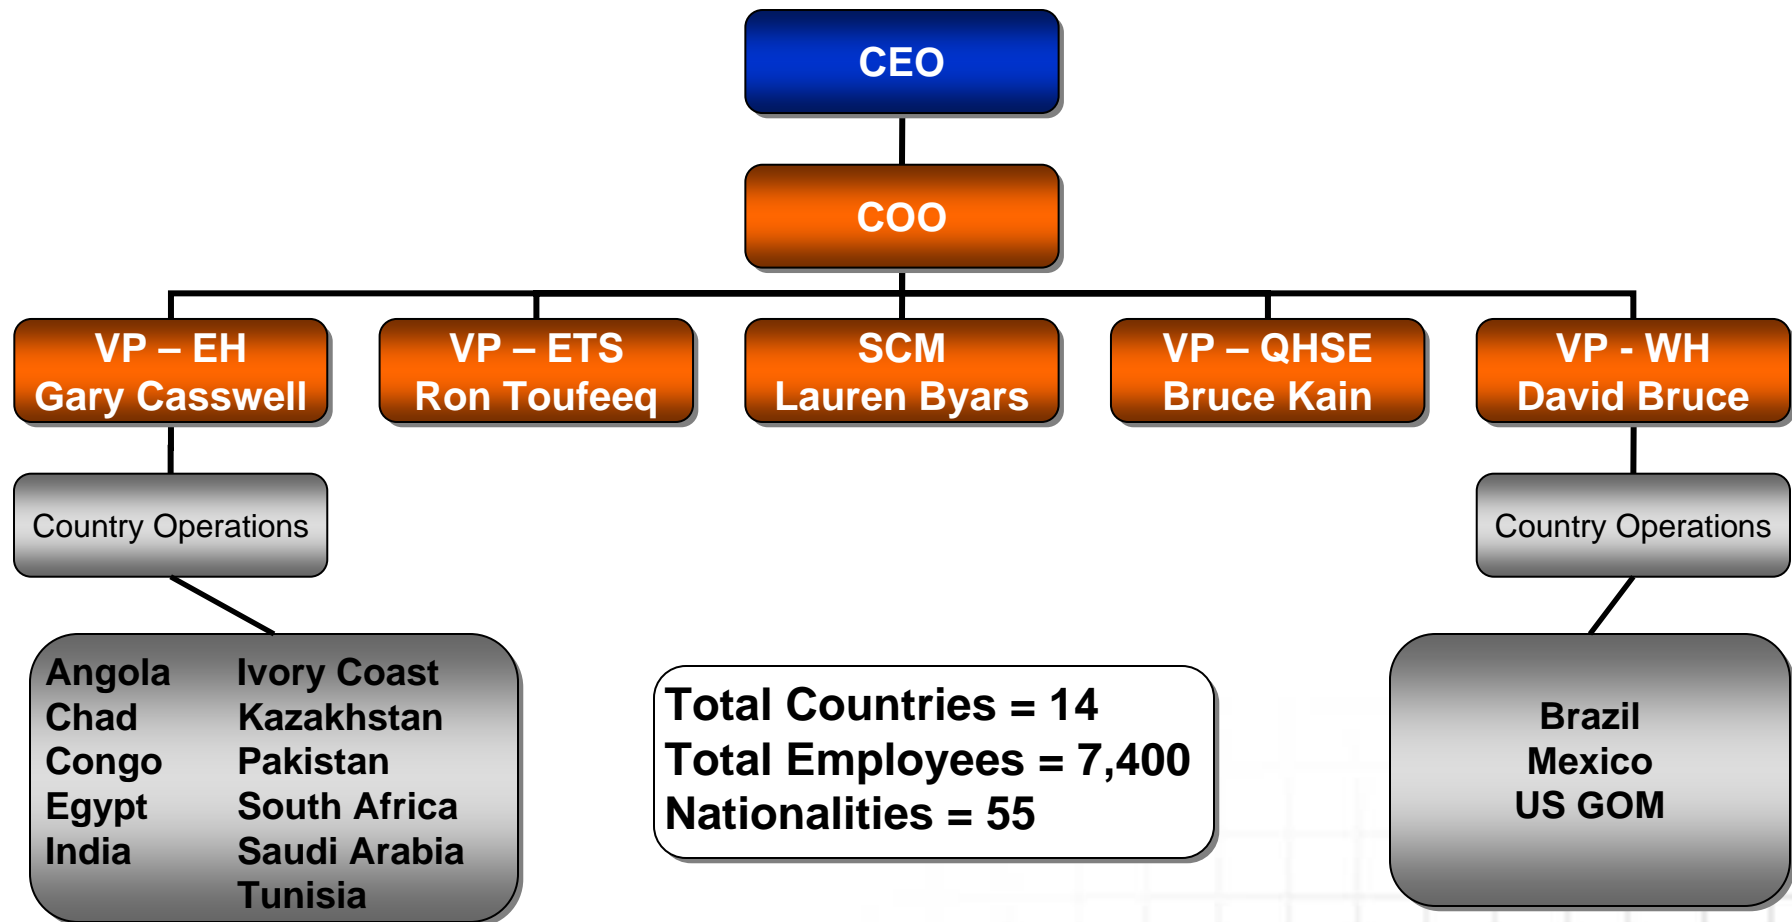 CEO
COO
VP – EH
Gary Casswell
VP – ETS
Ron Toufeeq
SCM
Lauren Byars
VP – QHSE
Bruce Kain
VP - WH
David Bruce
Country Operations
Country Operations
Angola Ivory Coast
Chad Kazakhstan
Congo Pakistan
Egypt South Africa
India Saudi Arabia
Tunisia
Total Countries = 14
Total Employees = 7,400
Nationalities = 55
Brazil
Mexico
US GOM